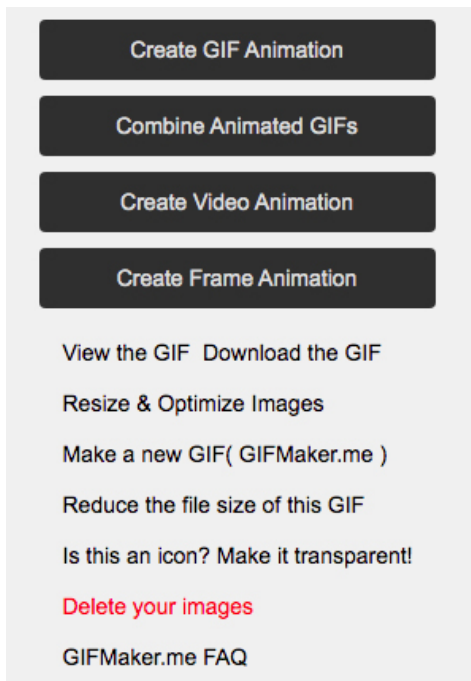 Create GIF Animation
Combine Animated GIFs
Create Video Animation
Create Frame Animation
View the GIF  Download the GIF
Resize & Optimize Images
Make a new GIF( GIFMaker.me )
Reduce the file size of this GIF
Is this an icon? Make it transparent!
Delete your images
GIFMaker.me FAQ